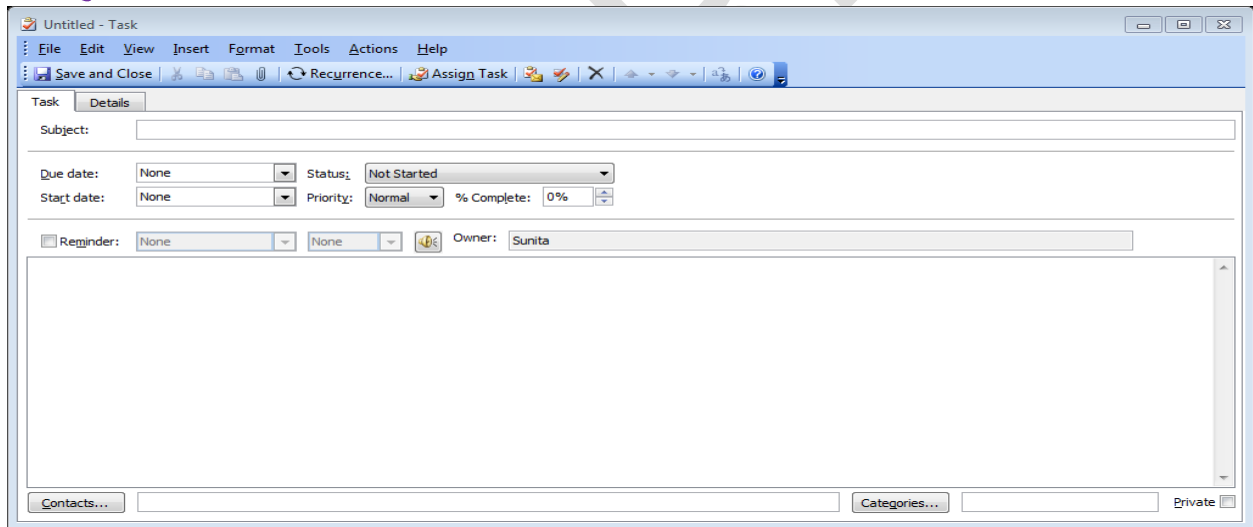 Untitled - Task
File Edit View Insert Format Tools Actions Help
Save and Close Recurrence... Assign Task
Task Details
Subject:
Due date: None Status: Not Started
Start date: None Priority: Normal % Complete: 0%
Reminder: None None Owner: Sunita
Contacts... Categories... Private